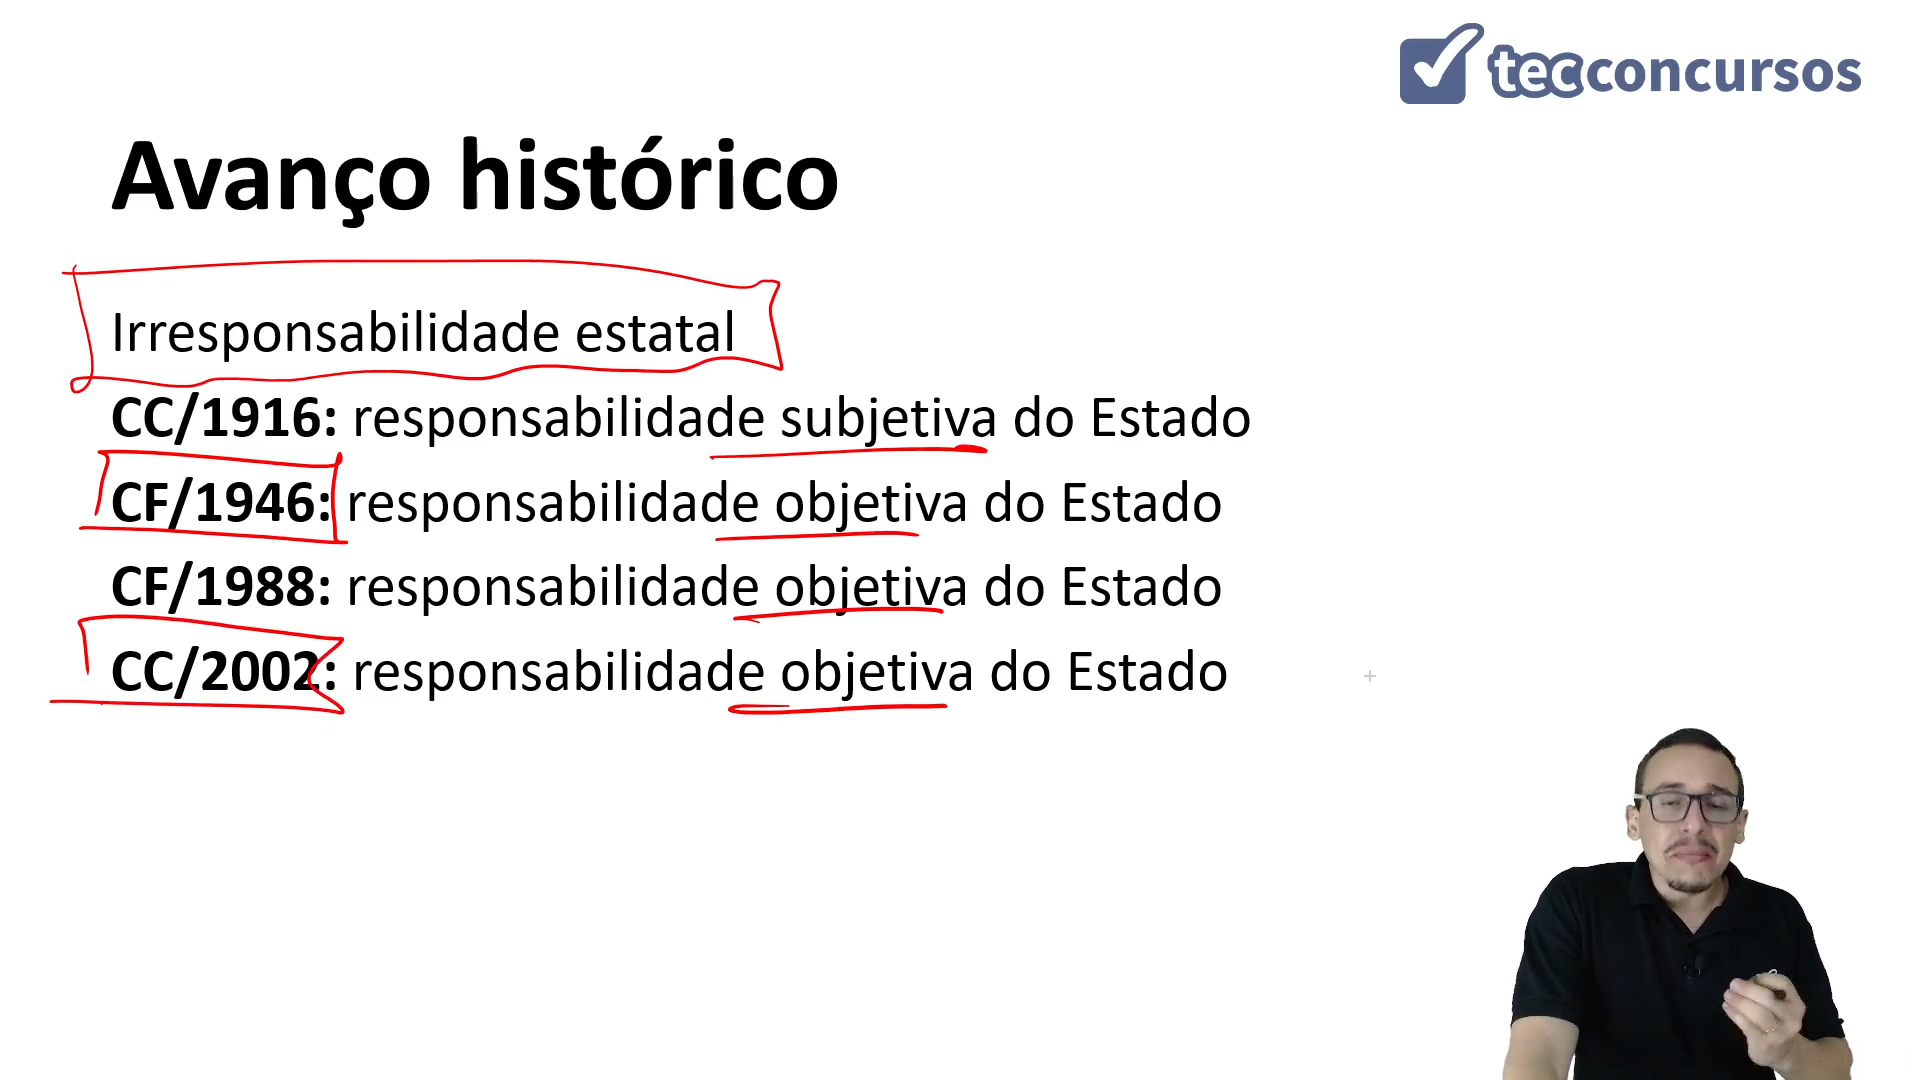 tecconcursos
Avanço histórico
Irresponsabilidade estatal
CC/1916: responsabilidade subjetiva do Estado
CF/1946: responsabilidade objetiva do Estado
CF/1988: responsabilidade objetiva do Estado
CC/2002: responsabilidade objetiva do Estado